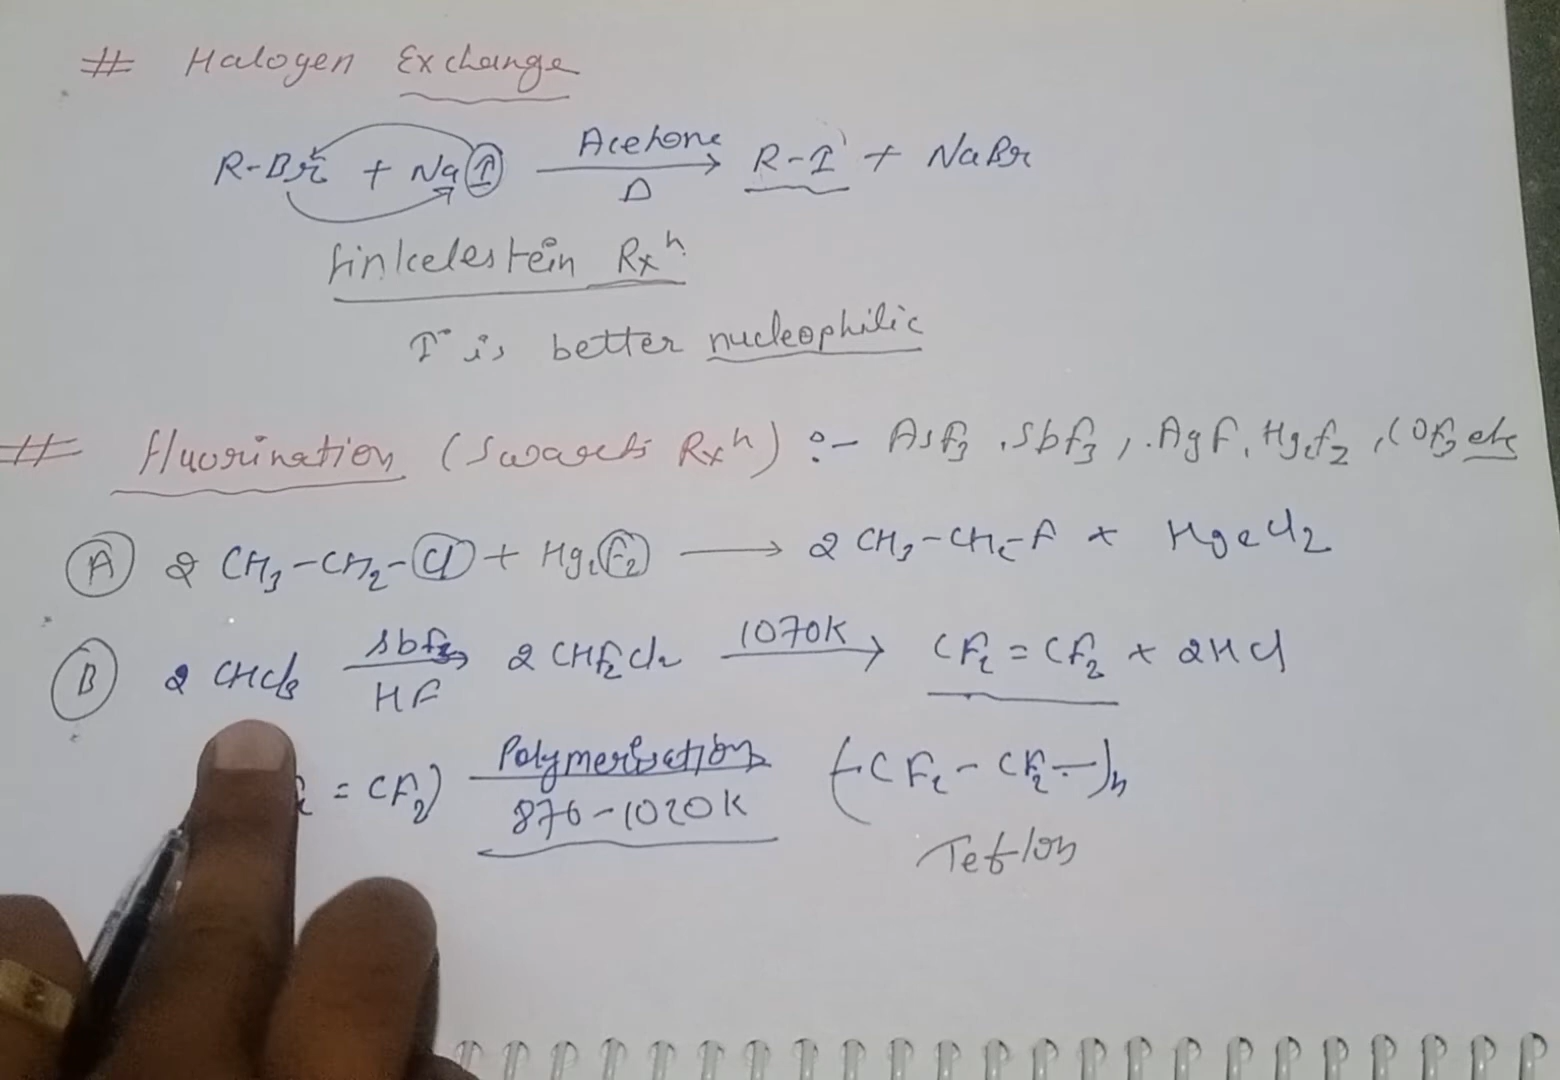 # Halogen Exchange
R-Br + NaI Acetone Δ → R-I + NaBr
Finkelestein Rxn
I⁻ is better nucleophilic
# Fluorination (Swarts Rxn) :- AsF3, SbF3, AgF, Hg2F2, COF3 etc
(A) 2 CH3-CH2-Cl + Hg2F2 → 2 CH3-CH2-F + Hg2Cl2
(B) 2 CHCl3 SbF3 HF → 2 CHF2Cl 1070K → CF2 = CF2 + 2HCl
= CF2) Polymerisation 870-1020K → (-CF2-CF2-)n
Teflon